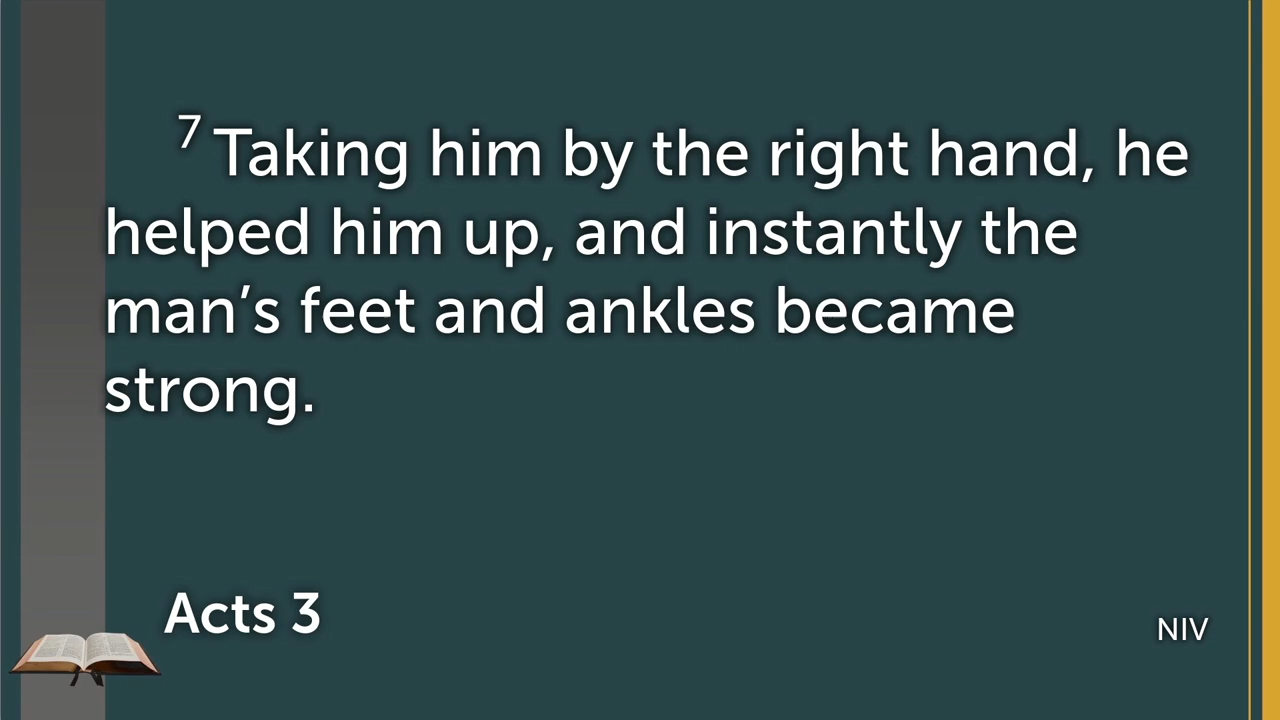 7 Taking him by the right hand, he
helped him up, and instantly the
man’s feet and ankles became
strong.
Acts 3
NIV